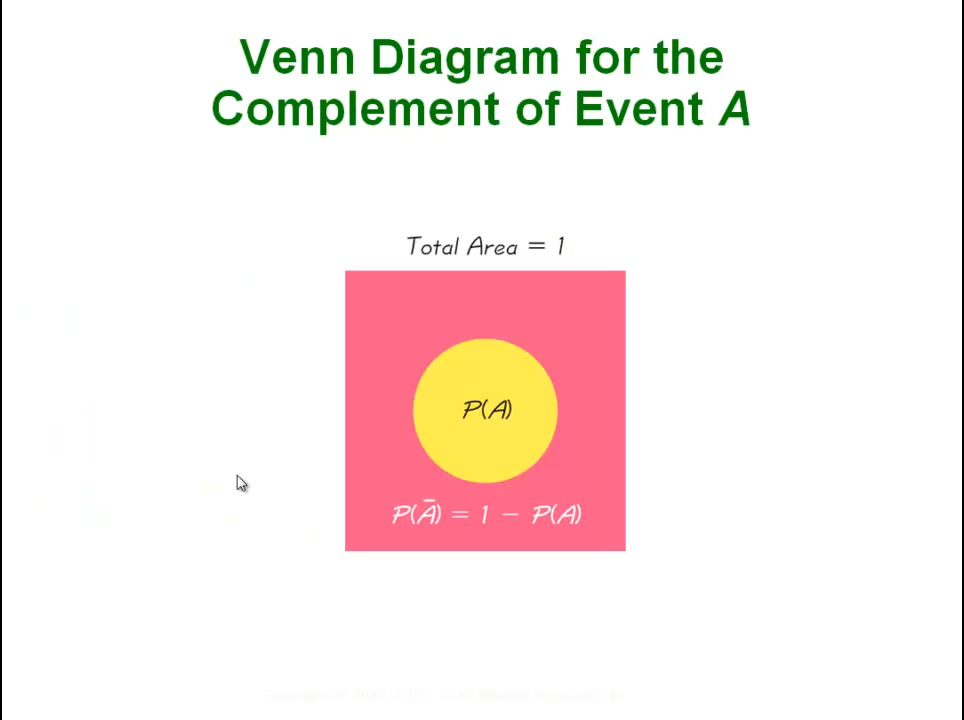 Venn Diagram for the
Complement of Event A
Total Area = 1
P(A)
P(Ā) = 1 − P(A)